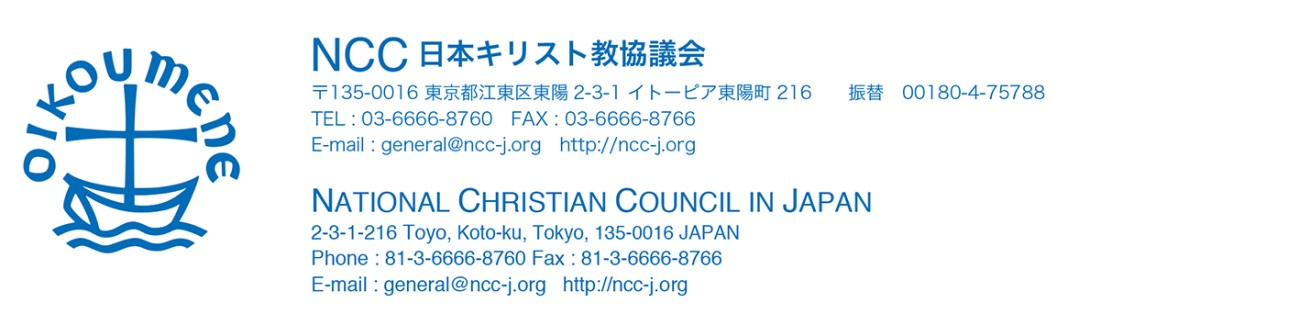 OIKOUMENE
NCC 日本キリスト教協議会
〒135-0016 東京都江東区東陽 2-3-1 イトーピア東陽町 216　　振替　00180-4-75788
TEL : 03-6666-8760　FAX : 03-6666-8766
E-mail : general@ncc-j.org　http://ncc-j.org
NATIONAL CHRISTIAN COUNCIL IN JAPAN
2-3-1-216 Toyo, Koto-ku, Tokyo, 135-0016 JAPAN
Phone : 81-3-6666-8760 Fax : 81-3-6666-8766
E-mail : general@ncc-j.org   http://ncc-j.org